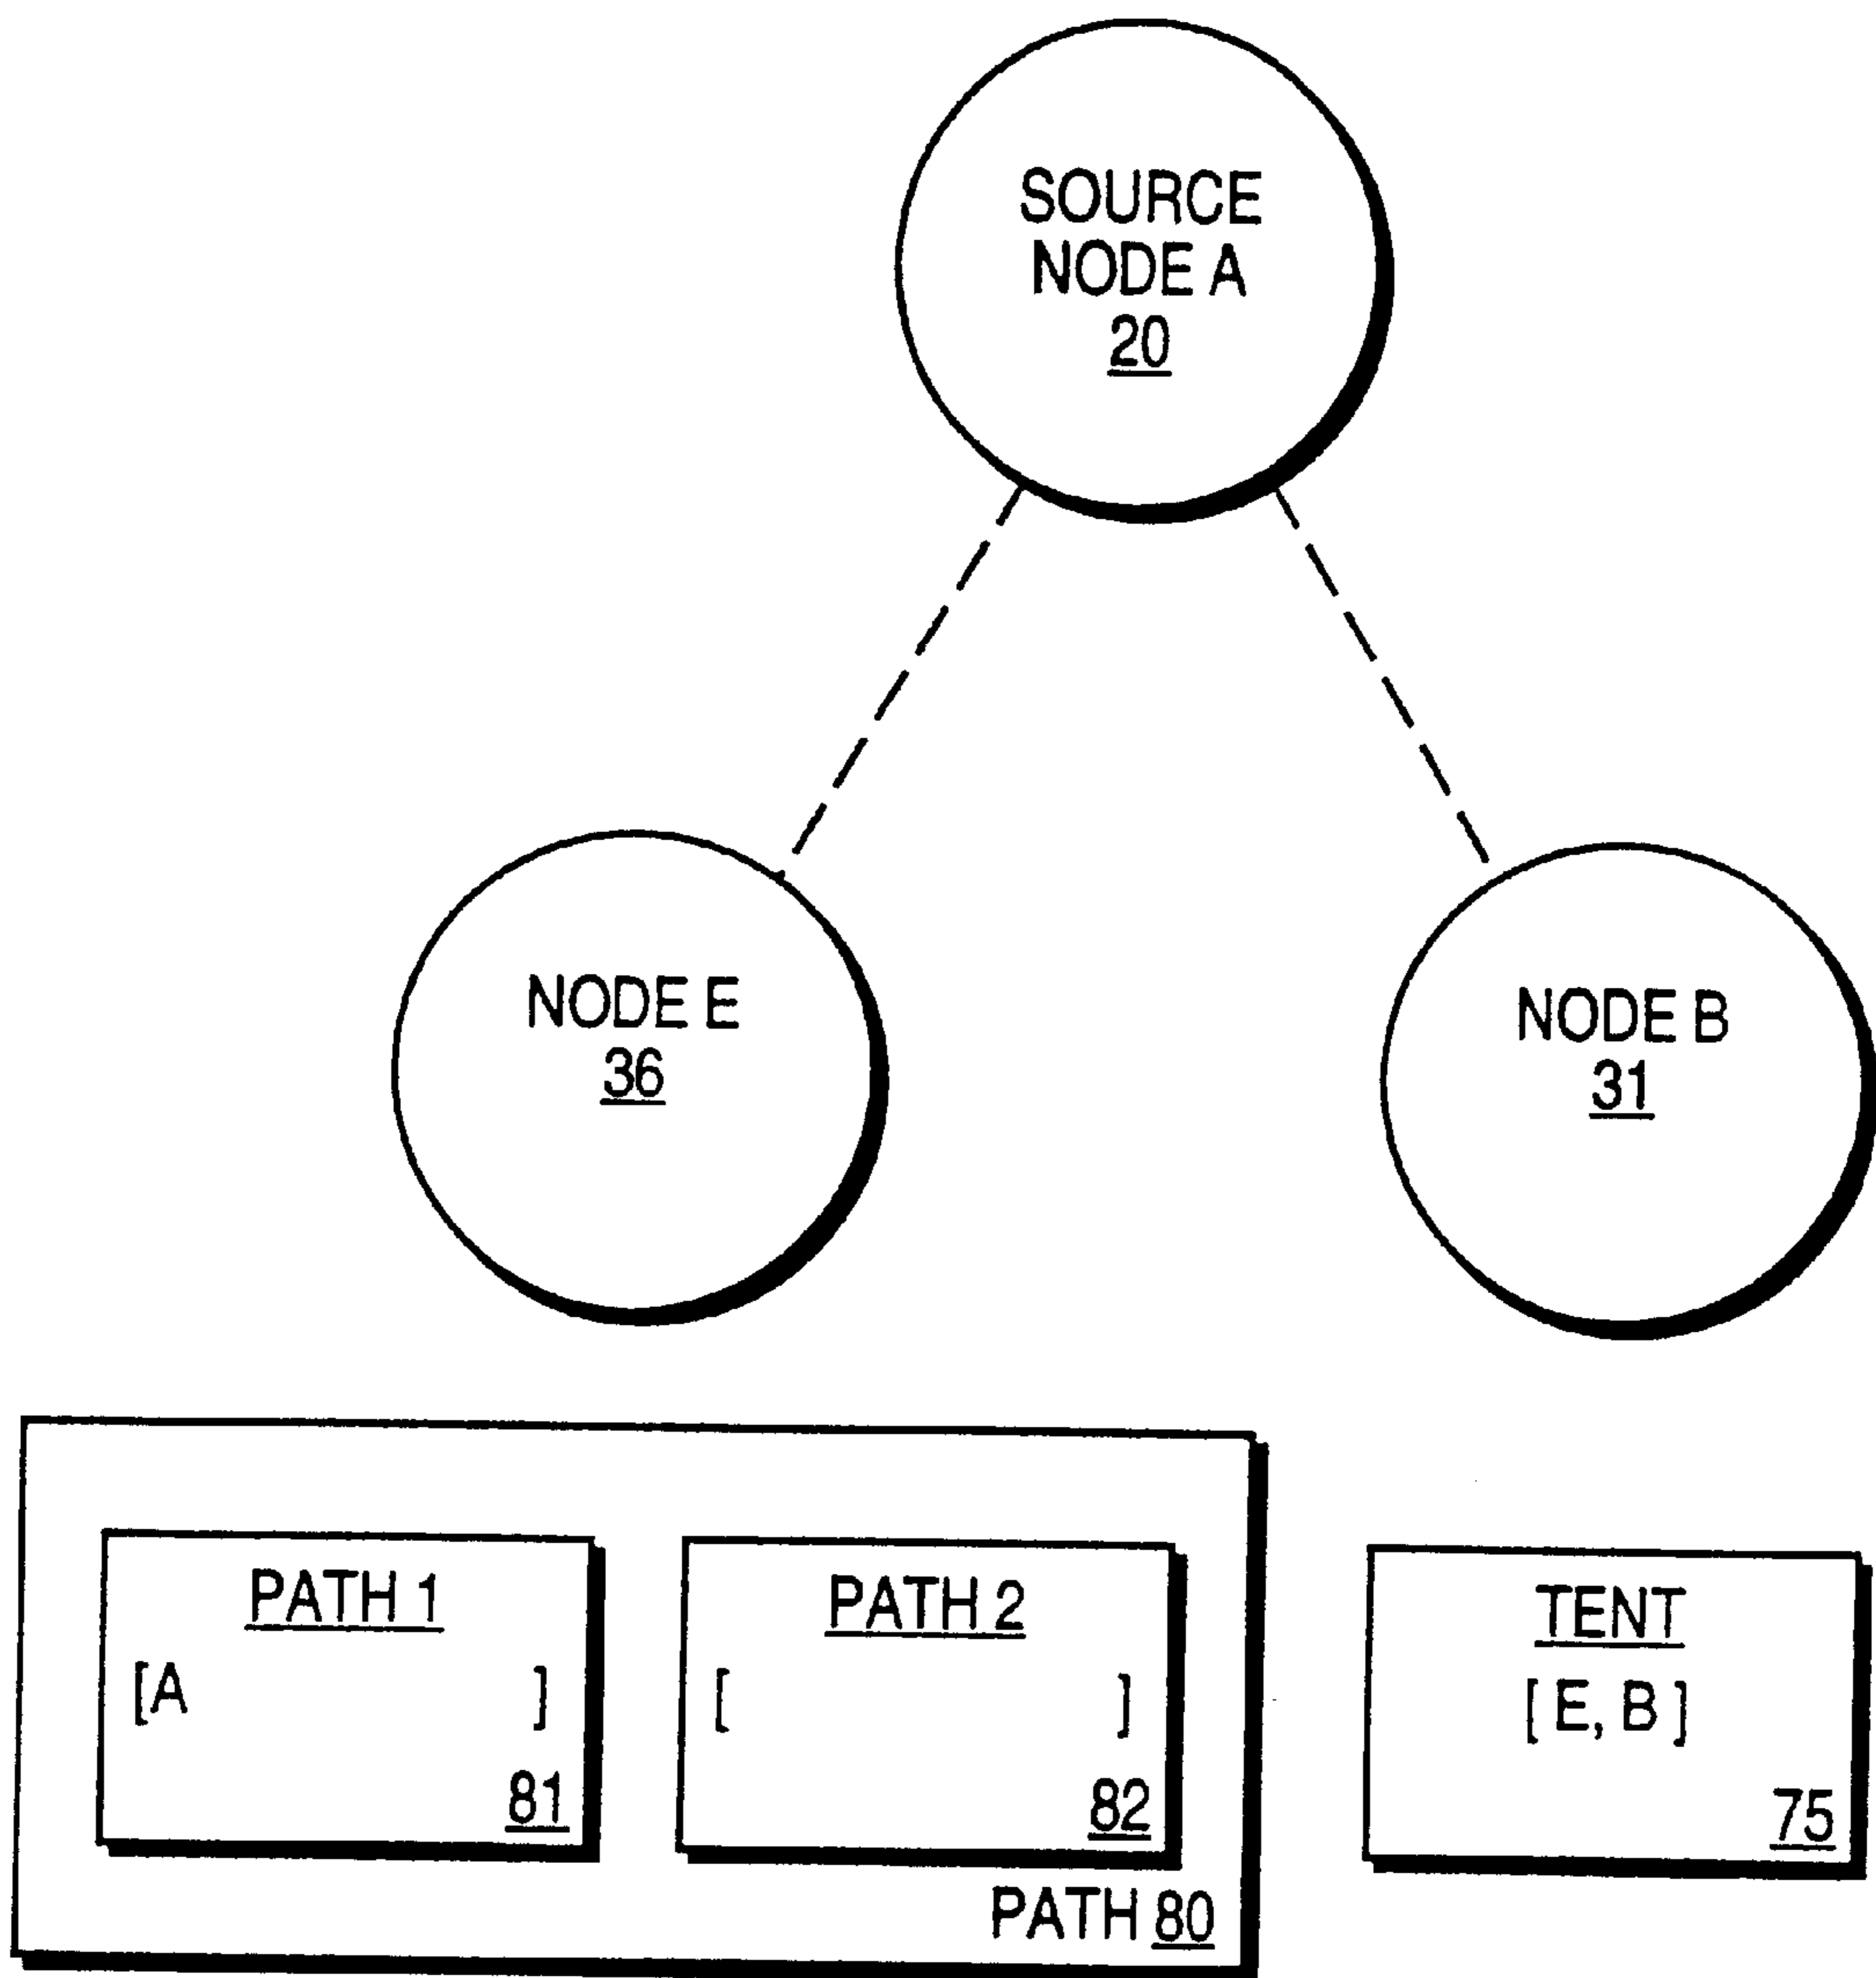 SOURCE
NODE A
20
NODE E
36
NODE B
31
PATH 1
[A ]
81
PATH 2
[ ]
82
PATH 80
TENT
[ E, B ]
75